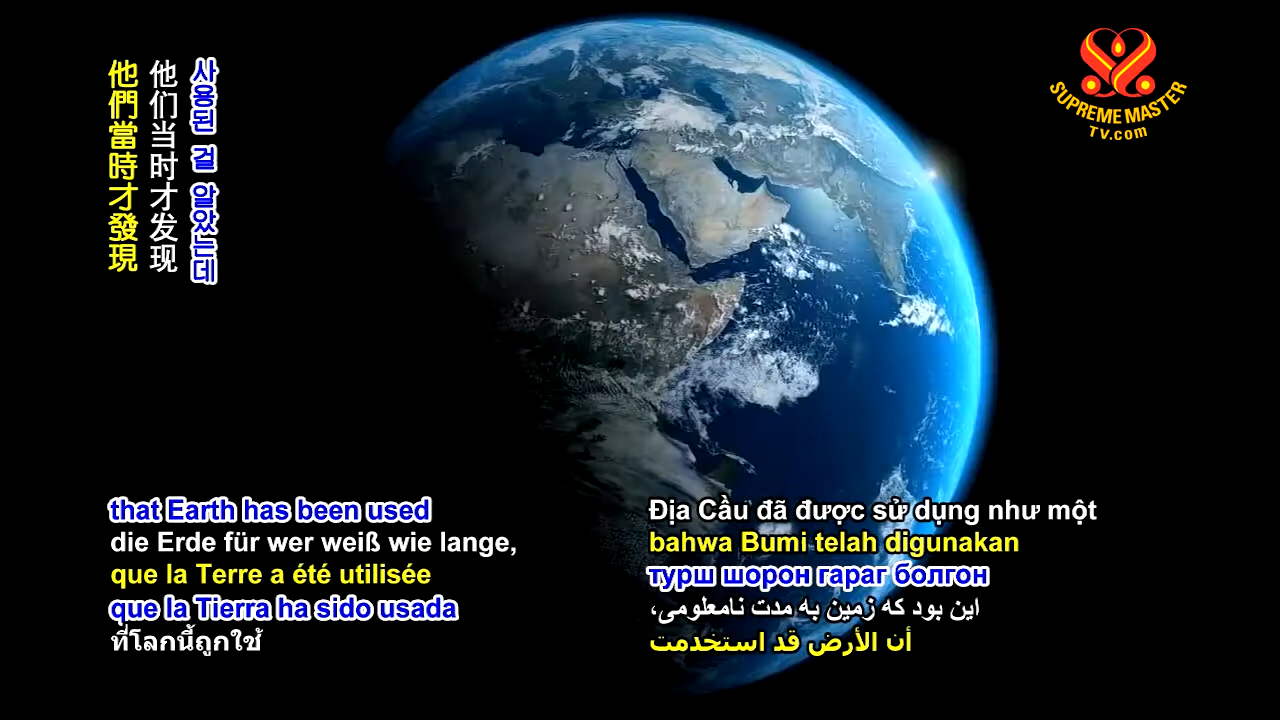 他們當時才發現
他们当时才发现
사용된 걸 알았는데
SUPREME MASTER
TV.com
that Earth has been used
die Erde für wer weiß wie lange,
que la Terre a été utilisée
que la Tierra ha sido usada
ที่โลกนี้ถูกใช้
Địa Cầu đã được sử dụng như một
bahwa Bumi telah digunakan
турш шорон гараг болгон
این بود که زمین به مدت نامعلومی،
أن الأرض قد استخدمت